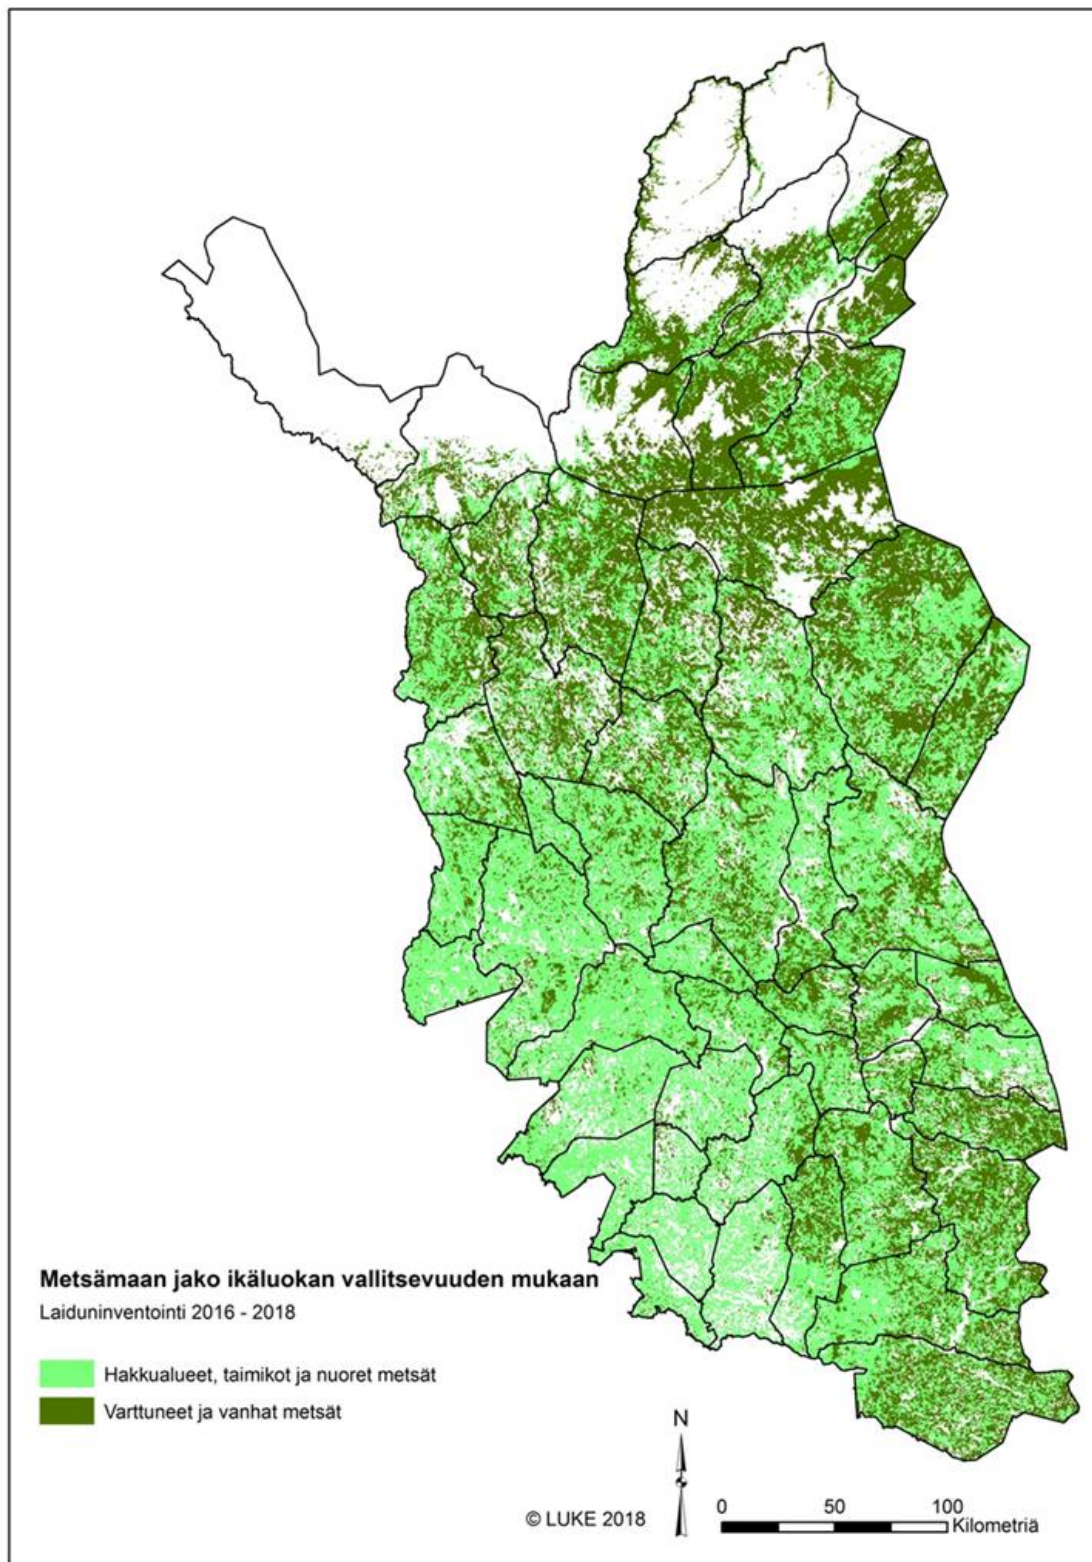 Metsämaan jako ikäluokan vallitsevuuden mukaan
Laiduninventointi 2016 - 2018
Hakkualueet, taimikot ja nuoret metsät
Varttuneet ja vanhat metsät
N
© LUKE 2018
0 50 100
Kilometriä